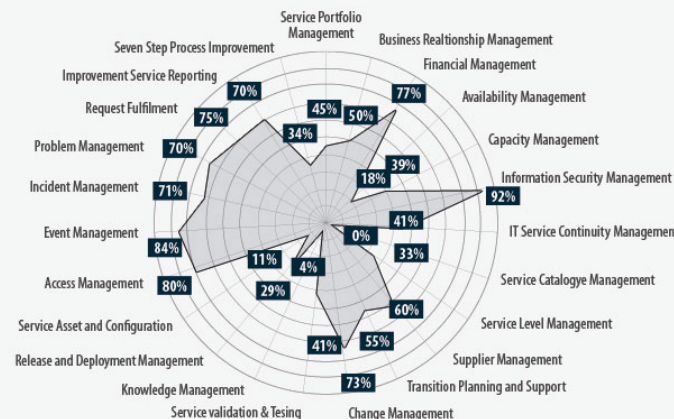 Service Portfolio
Management
Business Realtionship Management
Financial Management
Availability Management
Capacity Management
Information Security Management
IT Service Continuity Management
Service Catalogye Management
Service Level Management
Supplier Management
Transition Planning and Support
Change Management
Service validation & Tesing
Knowledge Management
Release and Deployment Management
Service Asset and Configuration
Access Management
Event Management
Incident Management
Problem Management
Request Fulfilment
Improvement Service Reporting
Seven Step Process Improvement
45%
50%
77%
18%
39%
92%
41%
0%
33%
60%
55%
73%
41%
4%
29%
11%
80%
84%
71%
70%
75%
70%
34%